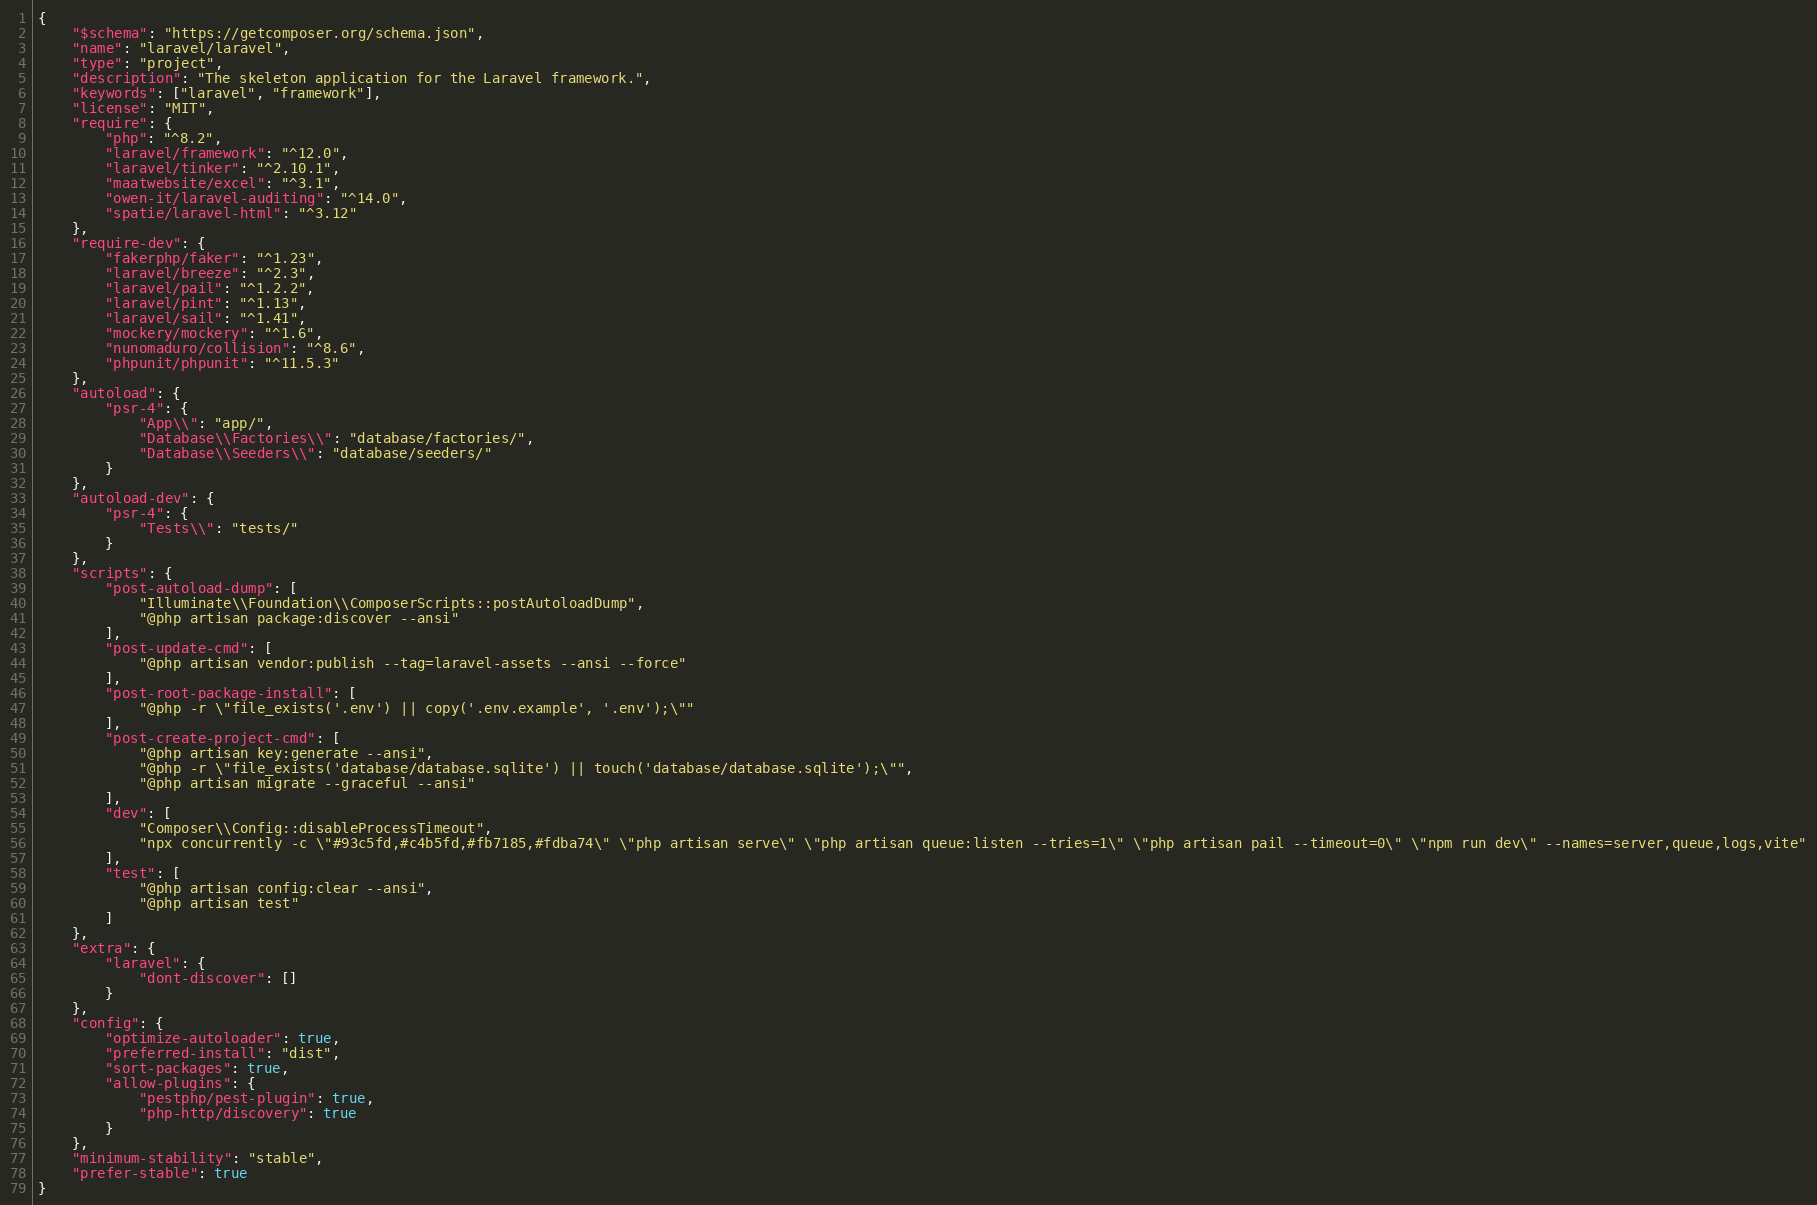 1 {
2     "$schema": "https://getcomposer.org/schema.json",
3     "name": "laravel/laravel",
4     "type": "project",
5     "description": "The skeleton application for the Laravel framework.",
6     "keywords": ["laravel", "framework"],
7     "license": "MIT",
8     "require": {
9         "php": "^8.2",
10         "laravel/framework": "^12.0",
11         "laravel/tinker": "^2.10.1",
12         "maatwebsite/excel": "^3.1",
13         "owen-it/laravel-auditing": "^14.0",
14         "spatie/laravel-html": "^3.12"
15     },
16     "require-dev": {
17         "fakerphp/faker": "^1.23",
18         "laravel/breeze": "^2.3",
19         "laravel/pail": "^1.2.2",
20         "laravel/pint": "^1.13",
21         "laravel/sail": "^1.41",
22         "mockery/mockery": "^1.6",
23         "nunomaduro/collision": "^8.6",
24         "phpunit/phpunit": "^11.5.3"
25     },
26     "autoload": {
27         "psr-4": {
28             "App\\": "app/",
29             "Database\\Factories\\": "database/factories/",
30             "Database\\Seeders\\": "database/seeders/"
31         }
32     },
33     "autoload-dev": {
34         "psr-4": {
35             "Tests\\": "tests/"
36         }
37     },
38     "scripts": {
39         "post-autoload-dump": [
40             "Illuminate\\Foundation\\ComposerScripts::postAutoloadDump",
41             "@php artisan package:discover --ansi"
42         ],
43         "post-update-cmd": [
44             "@php artisan vendor:publish --tag=laravel-assets --ansi --force"
45         ],
46         "post-root-package-install": [
47             "@php -r \"file_exists('.env') || copy('.env.example', '.env');\""
48         ],
49         "post-create-project-cmd": [
50             "@php artisan key:generate --ansi",
51             "@php -r \"file_exists('database/database.sqlite') || touch('database/database.sqlite');\"",
52             "@php artisan migrate --graceful --ansi"
53         ],
54         "dev": [
55             "Composer\\Config::disableProcessTimeout",
56             "npx concurrently -c \"#93c5fd,#c4b5fd,#fb7185,#fdba74\" \"php artisan serve\" \"php artisan queue:listen --tries=1\" \"php artisan pail --timeout=0\" \"npm run dev\" --names=server,queue,logs,vite"
57         ],
58         "test": [
59             "@php artisan config:clear --ansi",
60             "@php artisan test"
61         ]
62     },
63     "extra": {
64         "laravel": {
65             "dont-discover": []
66         }
67     },
68     "config": {
69         "optimize-autoloader": true,
70         "preferred-install": "dist",
71         "sort-packages": true,
72         "allow-plugins": {
73             "pestphp/pest-plugin": true,
74             "php-http/discovery": true
75         }
76     },
77     "minimum-stability": "stable",
78     "prefer-stable": true
79 }